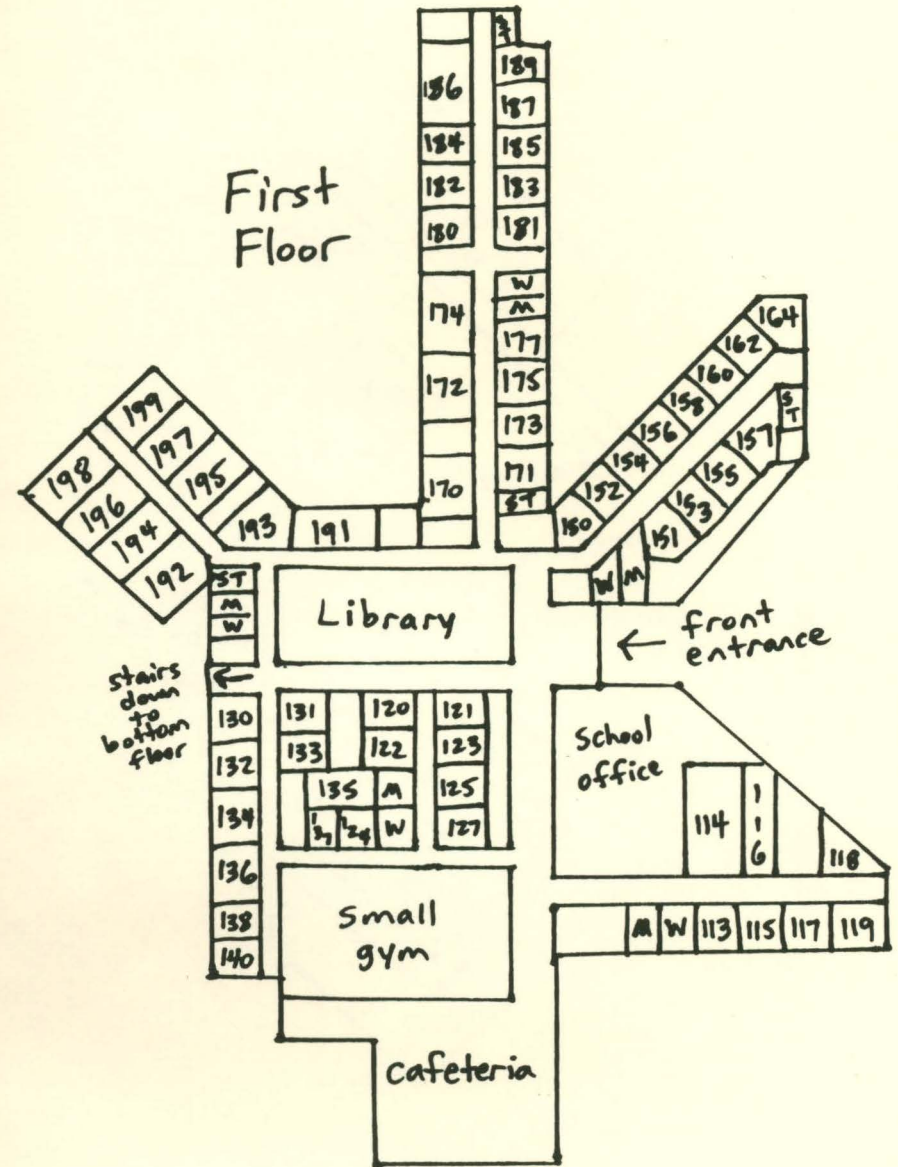 First
Floor
ST
186
189
187
184
185
182
183
180
181
174
W
M
177
172
175
173
170
171
ST
164
162
160
158
156
154
152
150
ST
157
155
153
151
W
M
199
197
195
193
191
198
196
194
192
ST
M
W
Library
← front
entrance
←
stairs
down
to
bottom
floor
130
132
134
136
138
140
131
133
135
137
120
122
M
124
W
121
123
125
127
school
office
114
116
118
M
W
113
115
117
119
small
gym
cafeteria